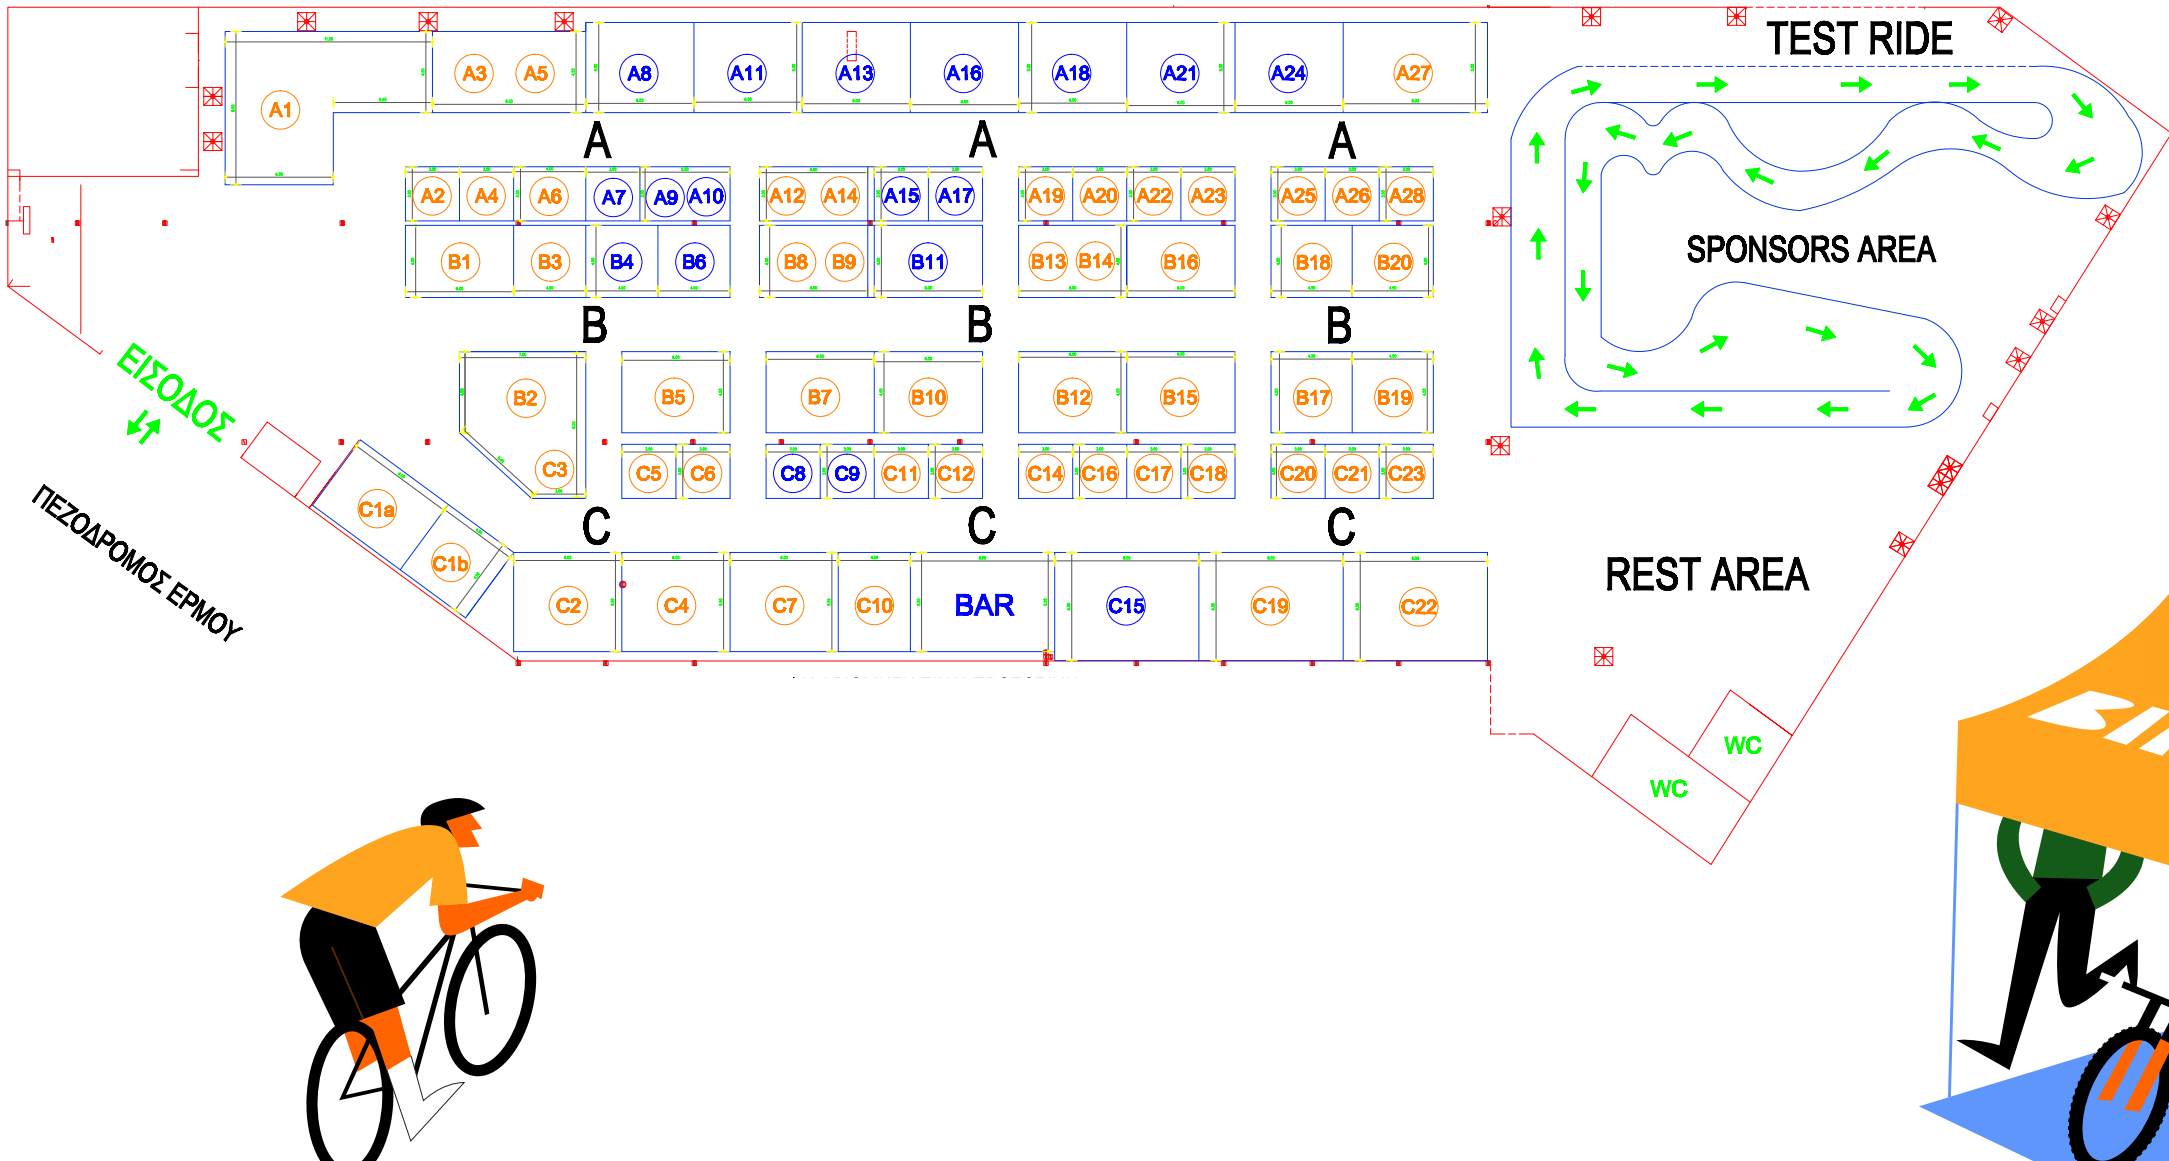 TEST RIDE
A1
A3
A5
A8
A11
A13
A16
A18
A21
A24
A27
A
A
A
A2
A4
A6
A7
A9
A10
A12
A14
A15
A17
A19
A20
A22
A23
A25
A26
A28
B1
B3
B4
B6
B8
B9
B11
B13
B14
B16
B18
B20
SPONSORS AREA
B
B
B
ΕΙΣΟΔΟΣ
B2
B5
B7
B10
B12
B15
B17
B19
C3
C5
C6
C8
C9
C11
C12
C14
C16
C17
C18
C20
C21
C23
C
C
C
ΠΕΖΟΔΡΟΜΟΣ ΕΡΜΟΥ
C1a
C1b
C2
C4
C7
C10
BAR
C15
C19
C22
REST AREA
WC
WC